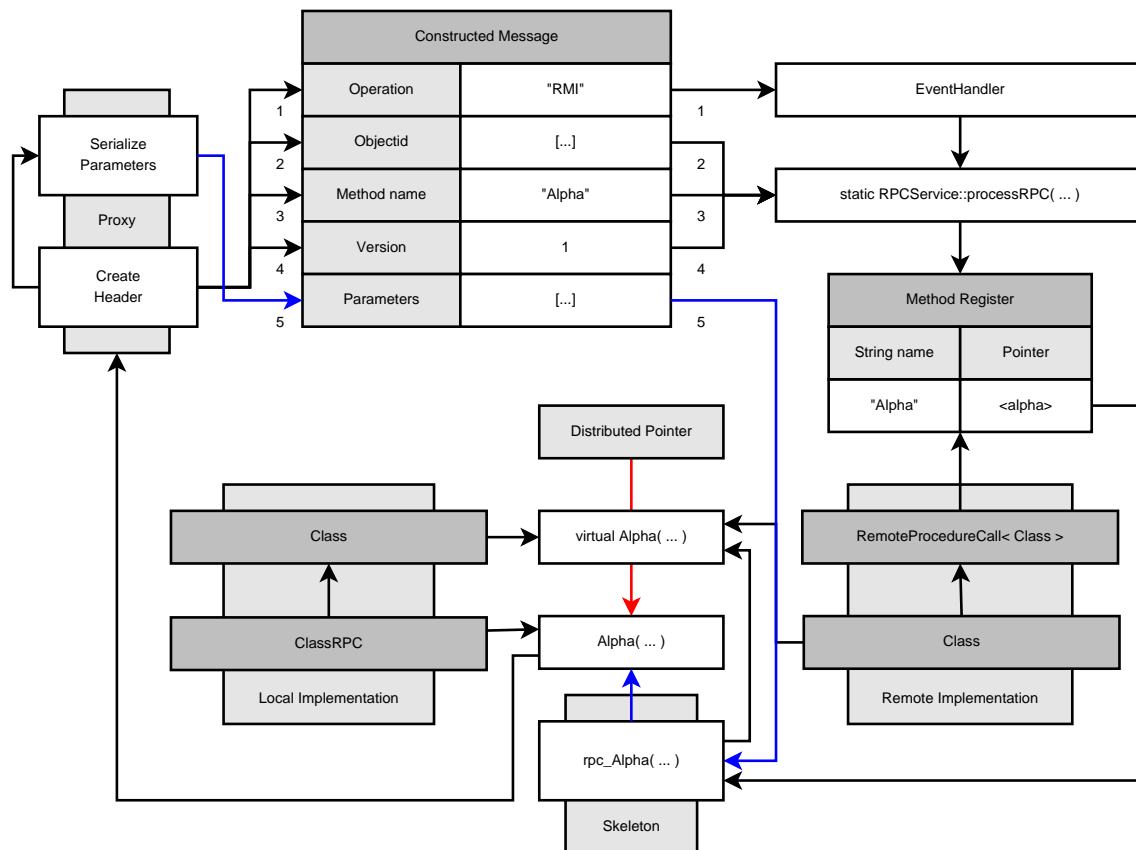 Constructed Message
Operation
"RMI"
EventHandler
1
1
Serialize
Parameters
Objectid
[...]
2
2
Proxy
Method name
"Alpha"
static RPCService::processRPC( ... )
3
3
Create
Header
Version
1
4
4
Parameters
[...]
Method Register
5
5
String name
Pointer
"Alpha"
<alpha>
Distributed Pointer
Class
virtual Alpha( ... )
RemoteProcedureCall< Class >
ClassRPC
Alpha( ... )
Class
Local Implementation
Remote Implementation
rpc_Alpha( ... )
Skeleton